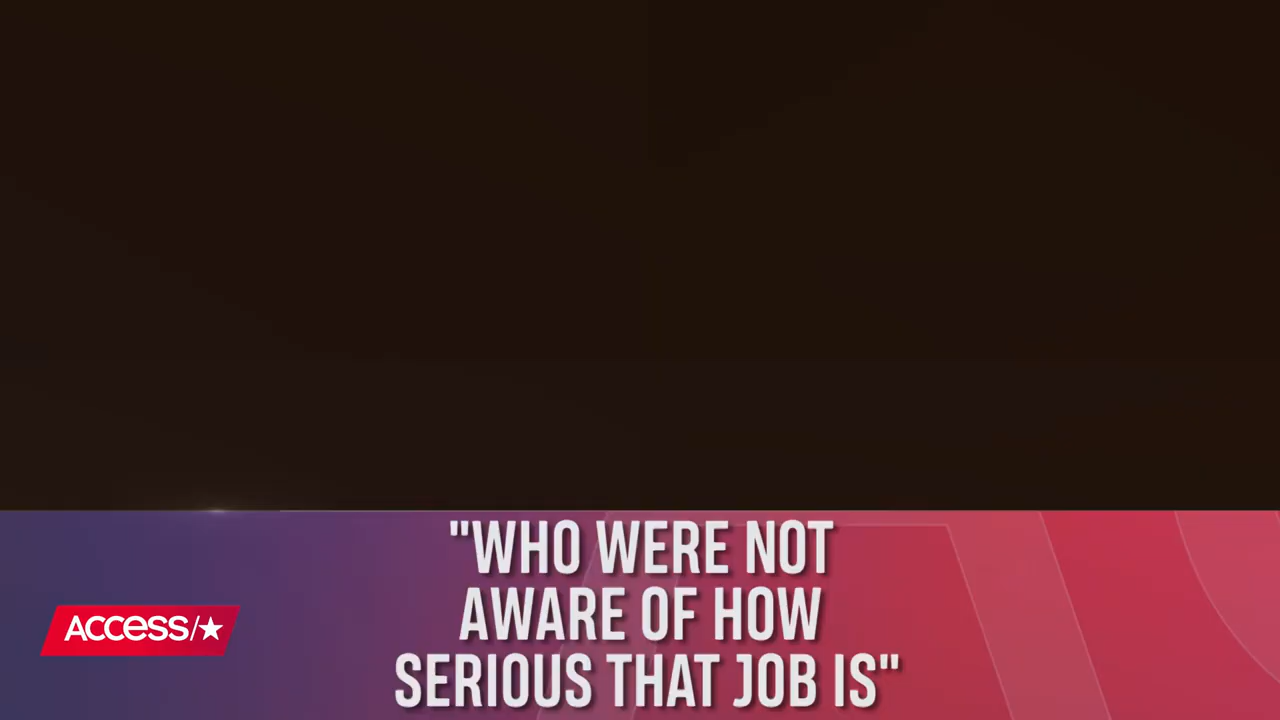 "WHO WERE NOT
AWARE OF HOW
SERIOUS THAT JOB IS"
ACCESS/★